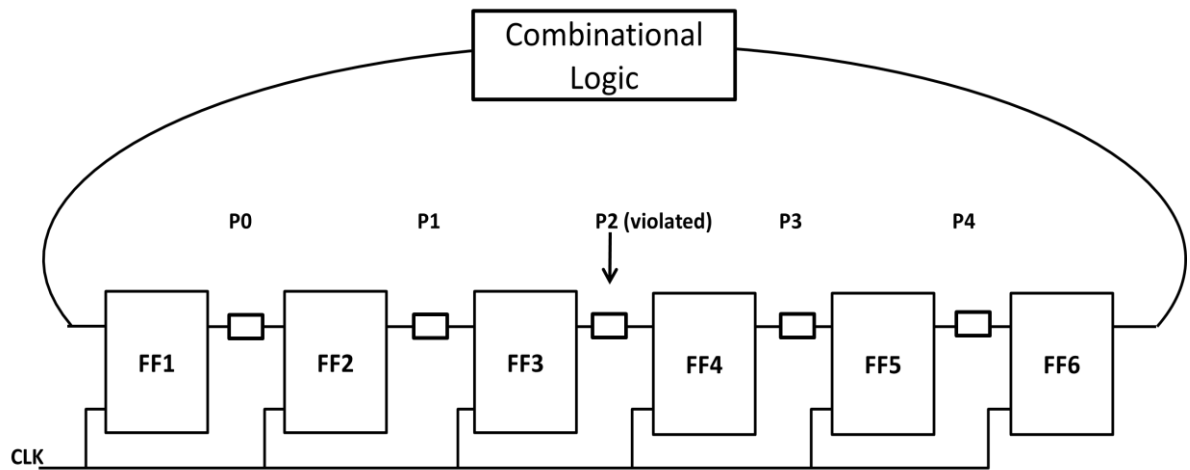 Combinational
Logic
P0
P1
P2 (violated)
P3
P4
FF1
FF2
FF3
FF4
FF5
FF6
CLK